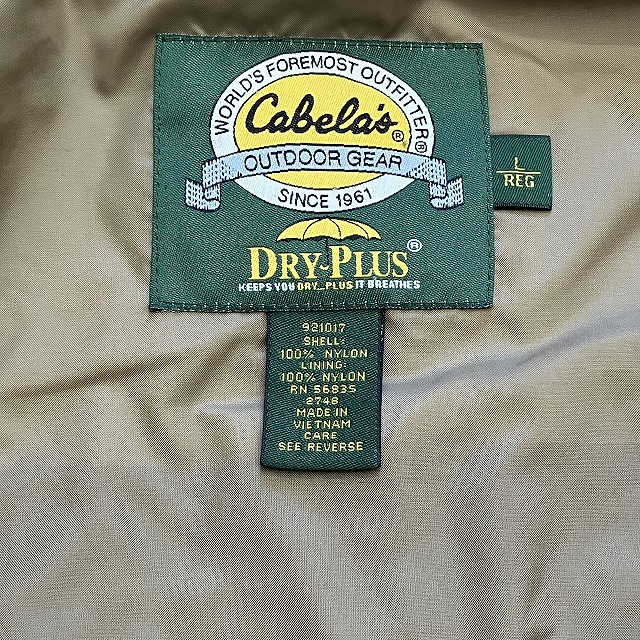 WORLD'S FOREMOST OUTFITTER®
Cabela's®
OUTDOOR GEAR
SINCE 1961
DRY-PLUS®
KEEPS YOU DRY...PLUS IT BREATHES
L
REG
921017
SHELL:
100% NYLON
LINING:
100% NYLON
RN 56835
2748
MADE IN
VIETNAM
CARE
SEE REVERSE